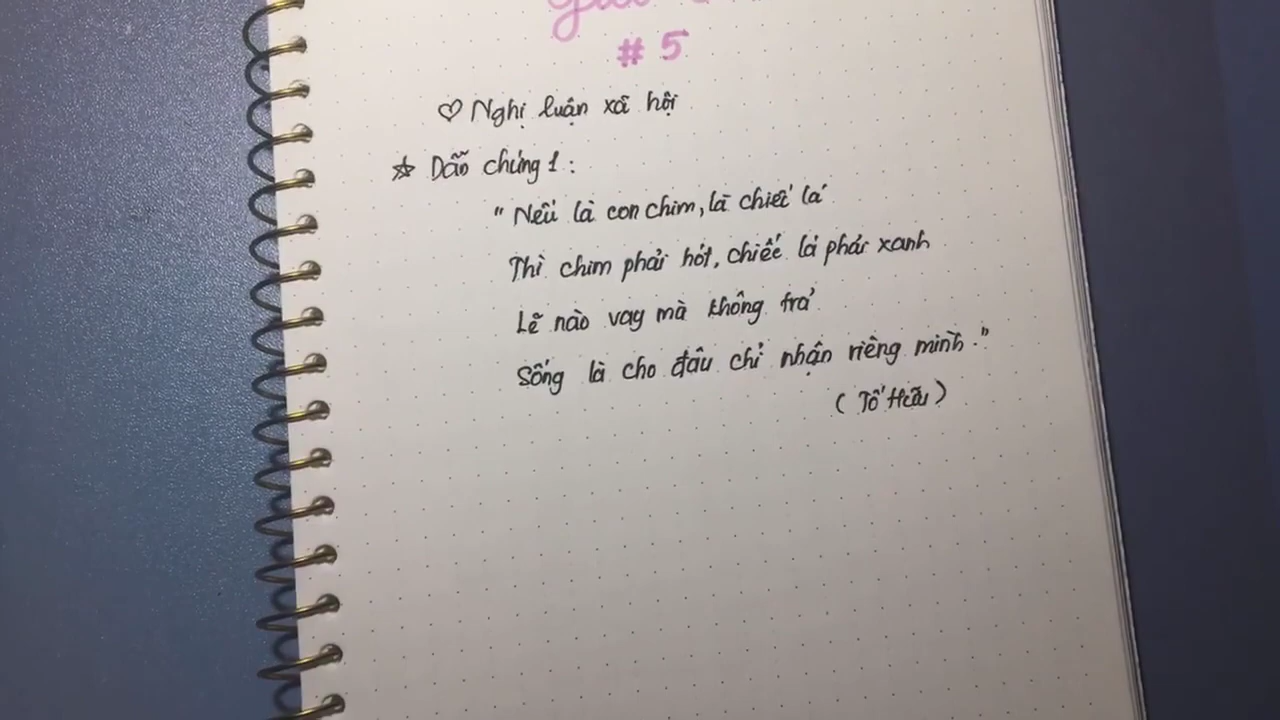 # 5
♡ Nghị luận xã hội
☆ Dẫn chứng 1:
"Nếu là con chim, là chiếc lá
Thì chim phải hót, chiếc lá phải xanh
Lẽ nào vay mà không trả
Sống là cho đâu chỉ nhận riêng mình."
(Tố Hữu)